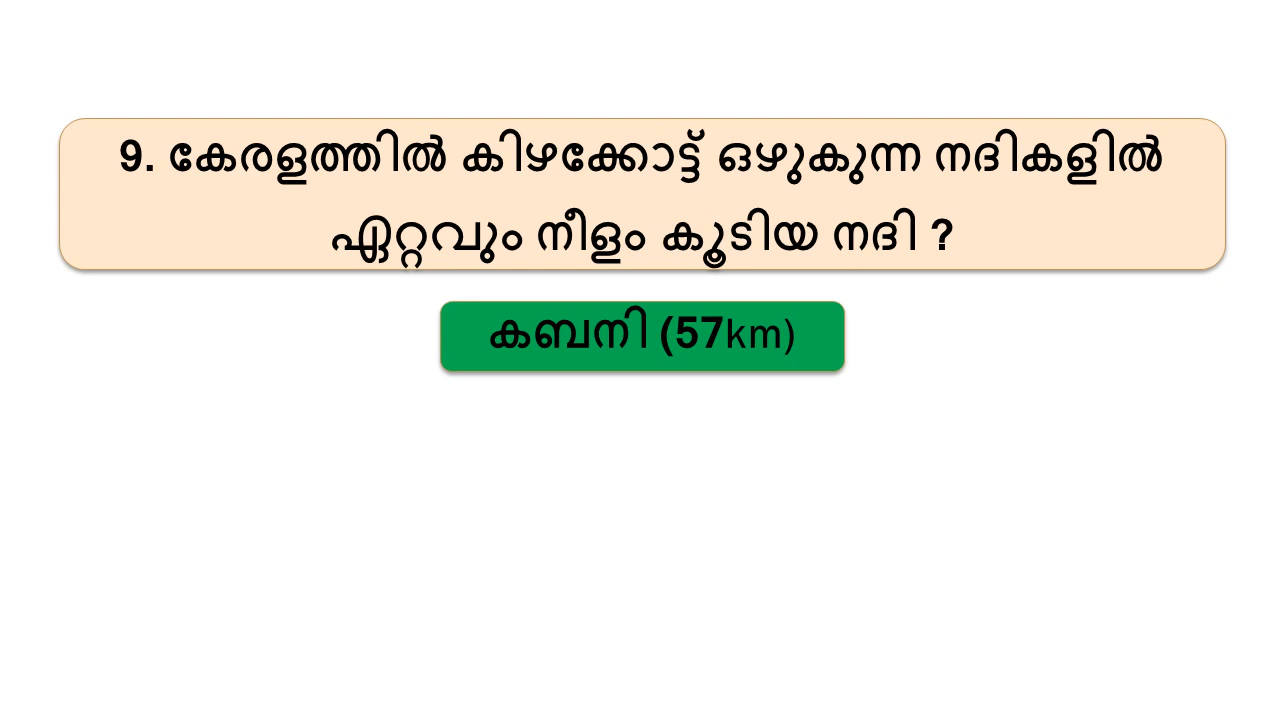 9. കേരളത്തിൽ കിഴക്കോട്ട് ഒഴുകുന്ന നദികളിൽ
ഏറ്റവും നീളം കൂടിയ നദി ?
കബനി (57km)